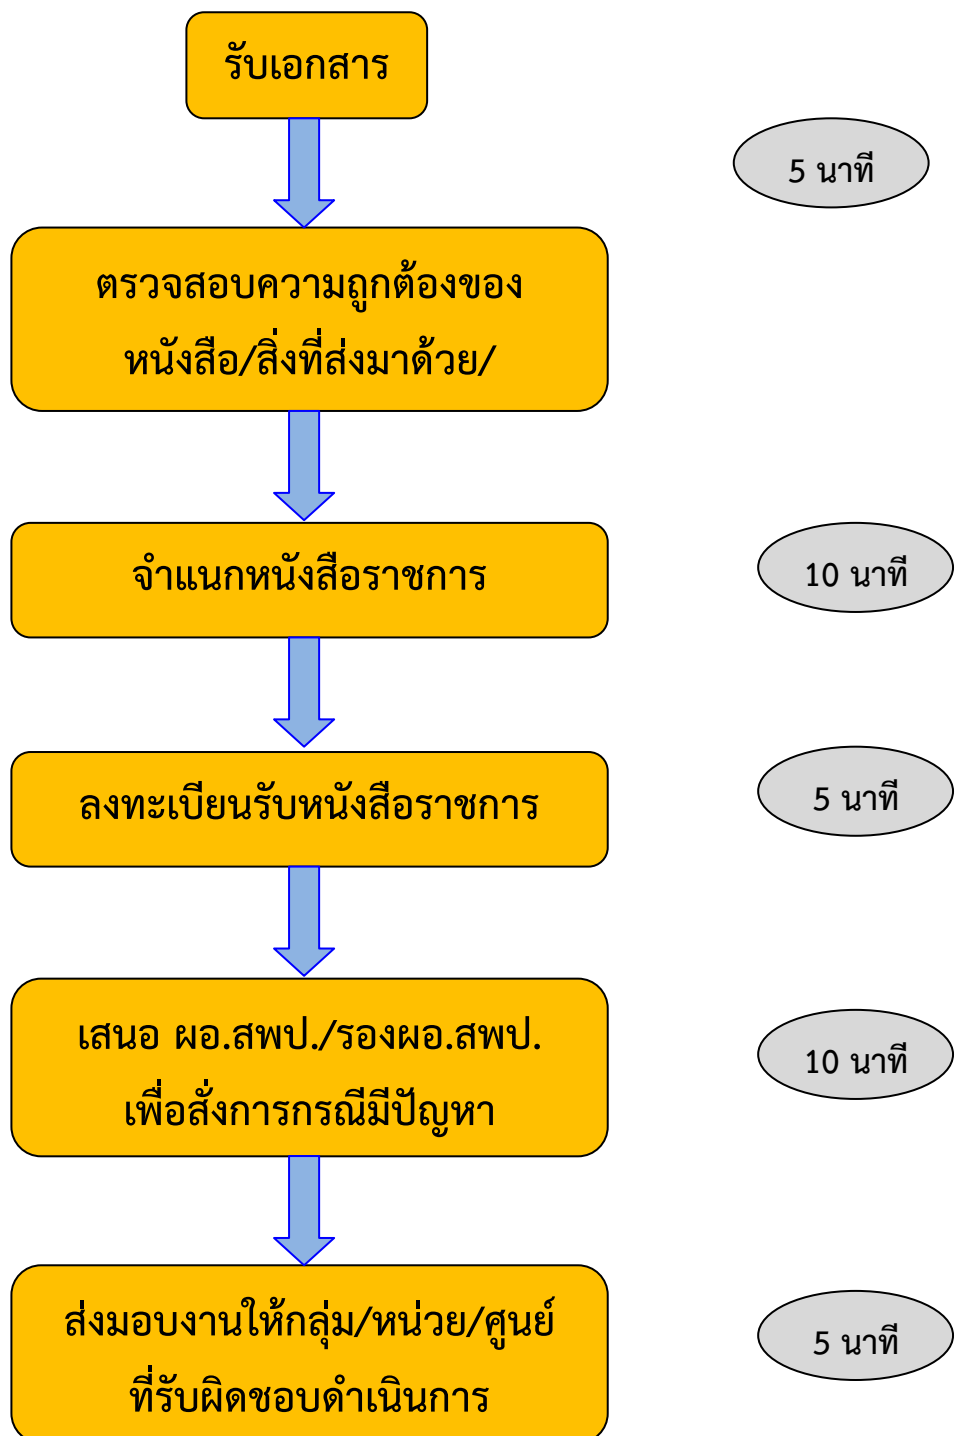 รับเอกสาร
5 นาที
ตรวจสอบความถูกต้องของ
หนังสือ/สิ่งที่ส่งมาด้วย/
จำแนกหนังสือราชการ
10 นาที
ลงทะเบียนรับหนังสือราชการ
5 นาที
เสนอ ผอ.สพป./รองผอ.สพป.
เพื่อสั่งการกรณีมีปัญหา
10 นาที
ส่งมอบงานให้กลุ่ม/หน่วย/ศูนย์
ที่รับผิดชอบดำเนินการ
5 นาที